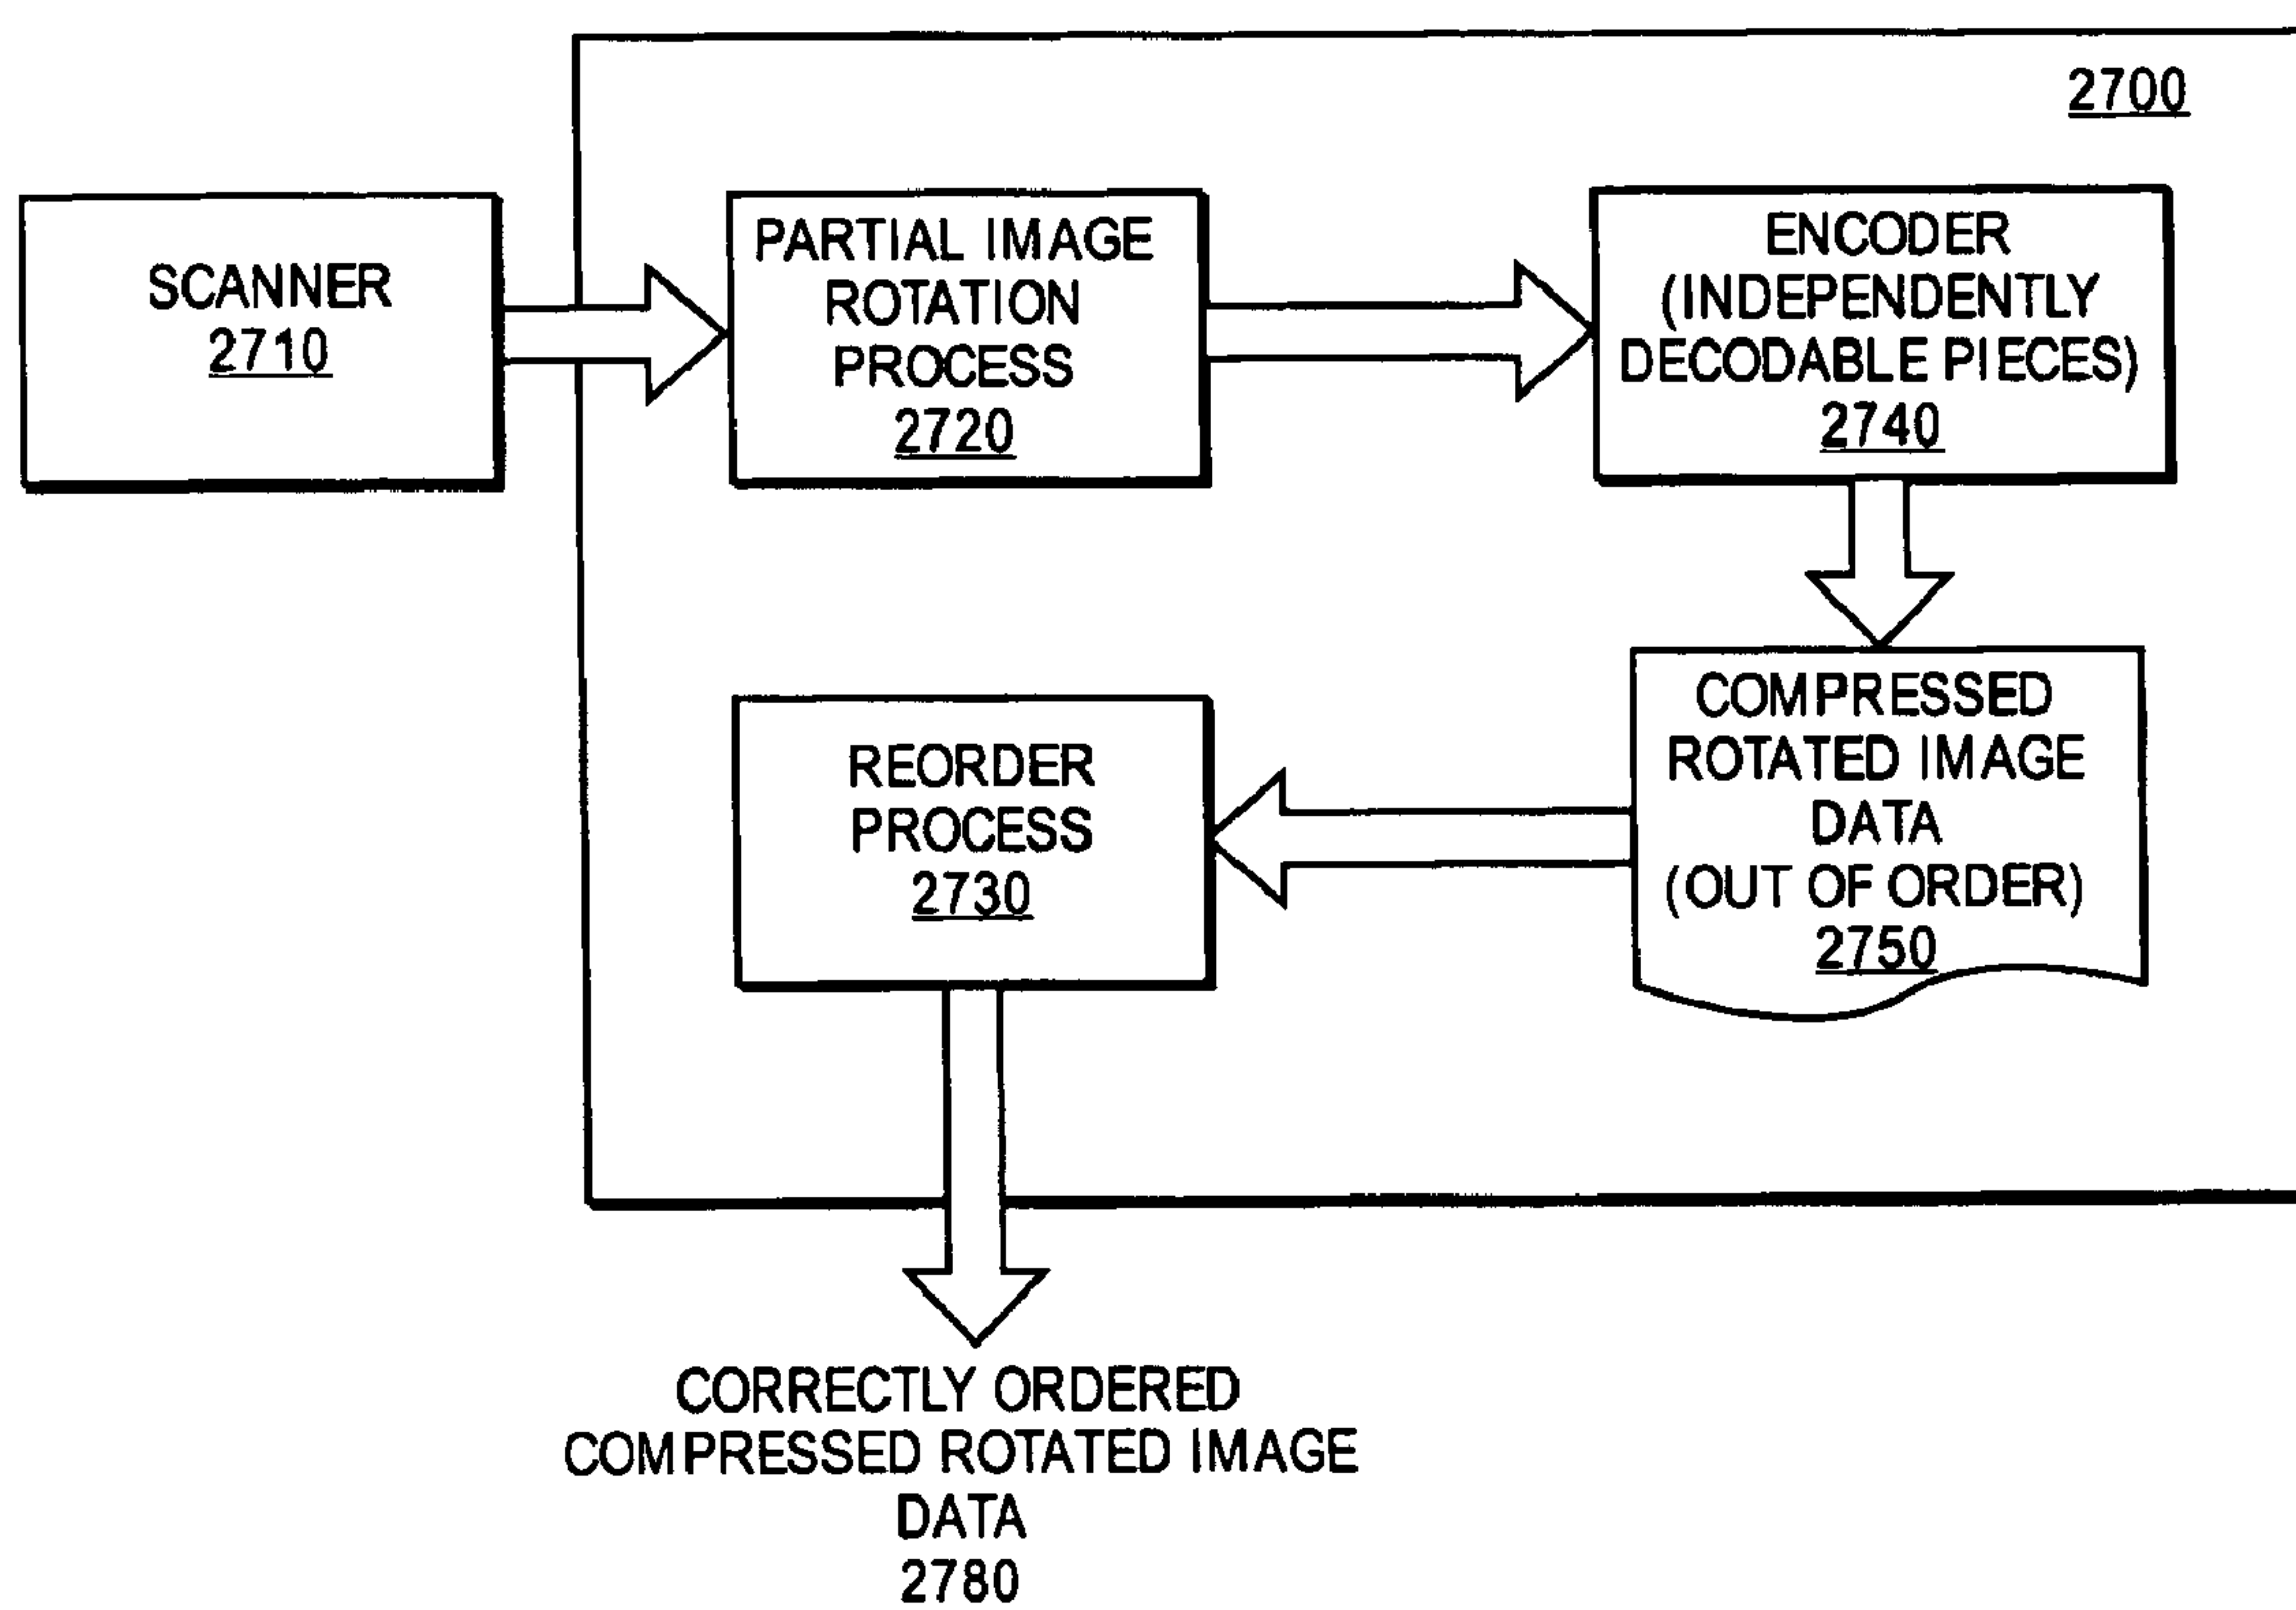 2700
SCANNER
2710
PARTIAL IMAGE
ROTATION
PROCESS
2720
ENCODER
(INDEPENDENTLY
DECODABLE PIECES)
2740
COMPRESSED
ROTATED IMAGE
DATA
(OUT OF ORDER)
2750
REORDER
PROCESS
2730
CORRECTLY ORDERED
COMPRESSED ROTATED IMAGE
DATA
2780